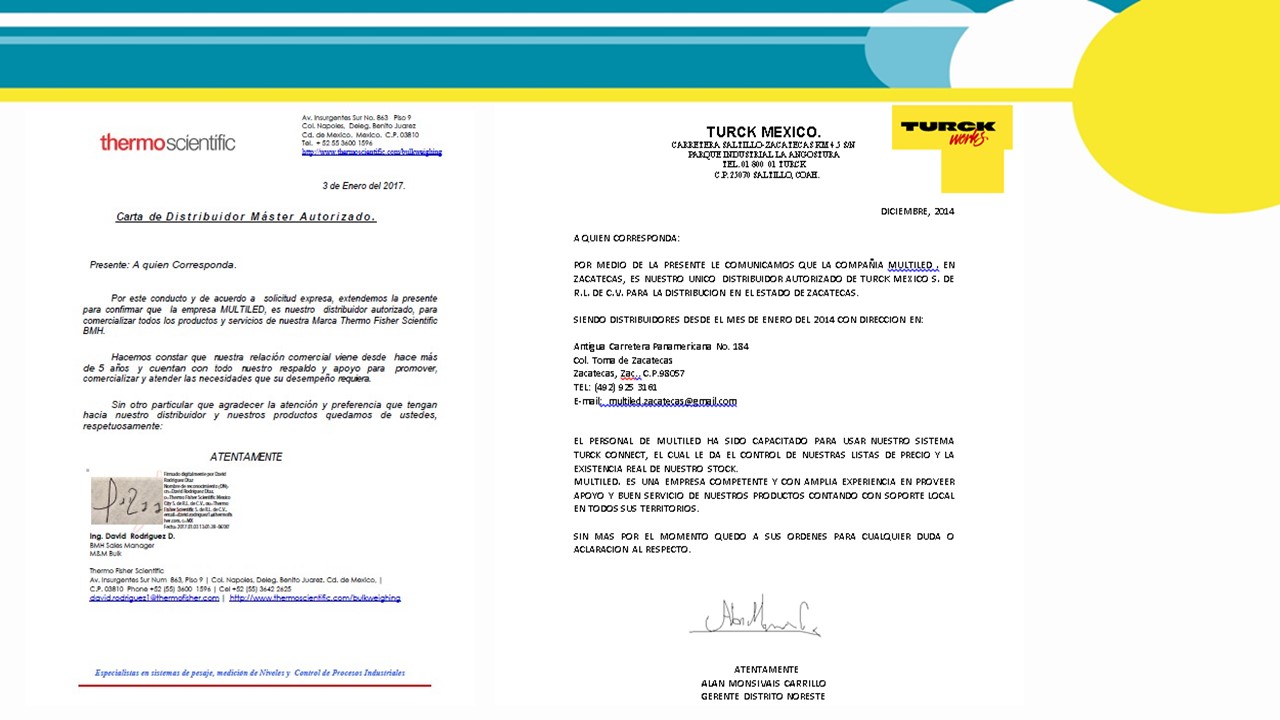 thermoscientific
Av. Insurgentes Sur No. 863 Piso 9
Col. Napoles, Deleg. Benito Juarez
Cd. de Mexico. Mexico. C.P. 03810
Tel. + 52 55 3600 1596
http://www.thermoscientific.com/bulkweighing
3 de Enero del 2017.
Carta de Distribuidor Máster Autorizado.
Presente: A quien Corresponda.
Por este conducto y de acuerdo a solicitud expresa, extendemos la presente
para confirmar que la empresa MULTILED, es nuestro distribuidor autorizado, para
comercializar todos los productos y servicios de nuestra Marca Thermo Fisher Scientific
BMH.
Hacemos constar que nuestra relación comercial viene desde hace más
de 5 años y cuentan con todo nuestro respaldo y apoyo para promover,
comercializar y atender las necesidades que su desempeño requiera.
Sin otro particular que agradecer la atención y preferencia que tengan
hacia nuestro distribuidor y nuestros productos quedamos de ustedes,
respetuosamente:
ATENTAMENTE
Firmado digitalmente por David
Rodriguez Diaz
Nombre de reconocimiento (DN):
Ing. David Rodriguez D.
BMH Sales Manager
M&M Bulk
Thermo Fisher Scientific
Av. Insurgentes Sur Num 863, Piso 9 | Col. Napoles, Deleg. Benito Juarez, Cd. de Mexico, |
C.P. 03810 Phone +52 (55) 3600 1596 | Cel +52 (55) 3642 2625
david.rodriguez1@thermofisher.com | http://www.thermoscientific.com/bulkweighing
Especialistas en sistemas de pesaje, medición de Niveles y Control de Procesos Industriales
TURCK MEXICO.
CARRETERA SALTILLO-ZACATECAS KM 4.5 S/N
PARQUE INDUSTRIAL LA ANGOSTURA
TEL. 01 800 01 TURCK
C.P. 25070 SALTILLO, COAH.
TURCK
works.
DICIEMBRE, 2014
A QUIEN CORRESPONDA:
POR MEDIO DE LA PRESENTE LE COMUNICAMOS QUE LA COMPAÑIA MULTILED , EN
ZACATECAS, ES NUESTRO UNICO DISTRIBUIDOR AUTORIZADO DE TURCK MEXICO S. DE
R.L. DE C.V. PARA LA DISTRIBUCION EN EL ESTADO DE ZACATECAS.
SIENDO DISTRIBUIDORES DESDE EL MES DE ENERO DEL 2014 CON DIRECCION EN:
Antigua Carretera Panamericana No. 184
Col. Toma de Zacatecas
Zacatecas, Zac., C.P.98057
TEL: (492) 925 3161
E-mail: multiled.zacatecas@gmail.com
EL PERSONAL DE MULTILED HA SIDO CAPACITADO PARA USAR NUESTRO SISTEMA
TURCK CONNECT, EL CUAL LE DA EL CONTROL DE NUESTRAS LISTAS DE PRECIO Y LA
EXISTENCIA REAL DE NUESTRO STOCK.
MULTILED. ES UNA EMPRESA COMPETENTE Y CON AMPLIA EXPERIENCIA EN PROVEER
APOYO Y BUEN SERVICIO DE NUESTROS PRODUCTOS CONTANDO CON SOPORTE LOCAL
EN TODOS SUS TERRITORIOS.
SIN MAS POR EL MOMENTO QUEDO A SUS ORDENES PARA CUALQUIER DUDA O
ACLARACION AL RESPECTO.
ATENTAMENTE
ALAN MONSIVAIS CARRILLO
GERENTE DISTRITO NORESTE